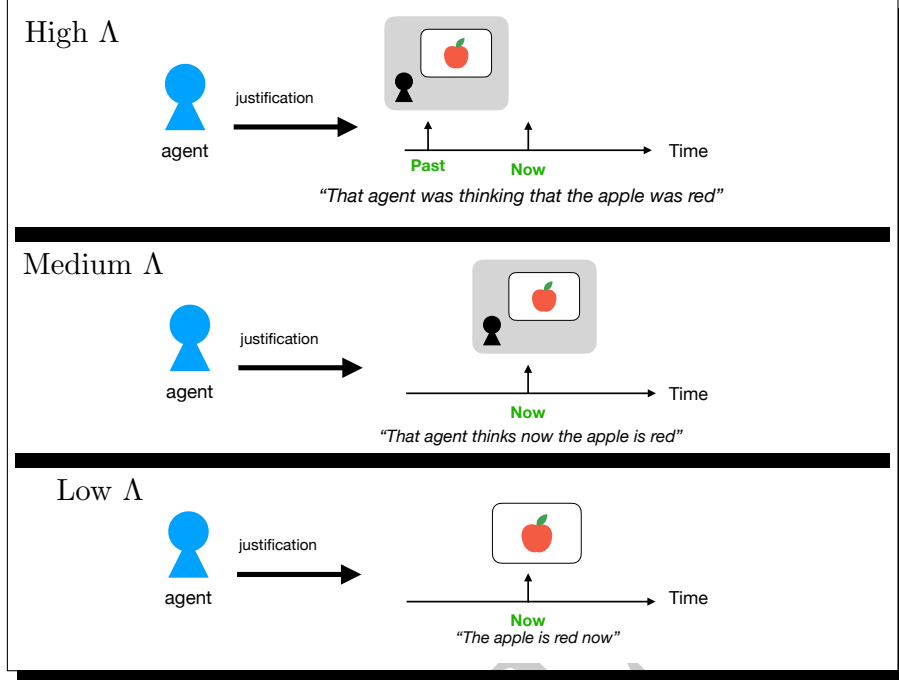 High Λ
justification
agent
Time
Past
Now
“That agent was thinking that the apple was red”
Medium Λ
justification
agent
Time
Now
“That agent thinks now the apple is red”
Low Λ
justification
agent
Time
Now
“The apple is red now”